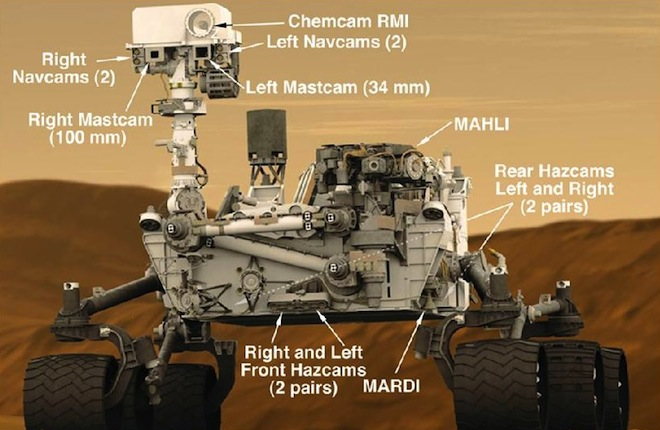 Chemcam RMI
Left Navcams (2)
Right
Navcams (2)
Left Mastcam (34 mm)
Right Mastcam
(100 mm)
MAHLI
Rear Hazcams
Left and Right
(2 pairs)
Right and Left
Front Hazcams
(2 pairs)
MARDI